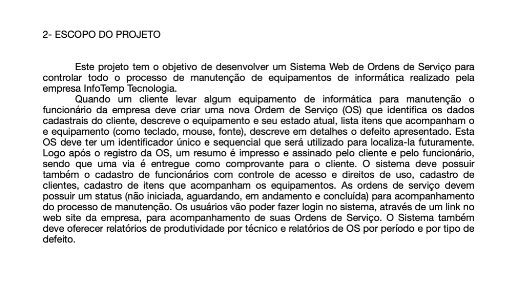 2- ESCOPO DO PROJETO
Este projeto tem o objetivo de desenvolver um Sistema Web de Ordens de Serviço para
controlar todo o processo de manutenção de equipamentos de informática realizado pela
empresa InfoTemp Tecnologia.
Quando um cliente levar algum equipamento de informática para manutenção o
funcionário da empresa deve criar uma nova Ordem de Serviço (OS) que identifica os dados
cadastrais do cliente, descreve o equipamento e seu estado atual, lista itens que acompanham o
e equipamento (como teclado, mouse, fonte), descreve em detalhes o defeito apresentado. Esta
OS deve ter um identificador único e sequencial que será utilizado para localiza-la futuramente.
Logo após o registro da OS, um resumo é impresso e assinado pelo cliente e pelo funcionário,
sendo que uma via é entregue como comprovante para o cliente. O sistema deve possuir
também o cadastro de funcionários com controle de acesso e direitos de uso, cadastro de
clientes, cadastro de itens que acompanham os equipamentos. As ordens de serviço devem
possuir um status (não iniciada, aguardando, em andamento e concluída) para acompanhamento
do processo de manutenção. Os usuários vão poder fazer login no sistema, através de um link no
web site da empresa, para acompanhamento de suas Ordens de Serviço. O Sistema também
deve oferecer relatórios de produtividade por técnico e relatórios de OS por período e por tipo de
defeito.